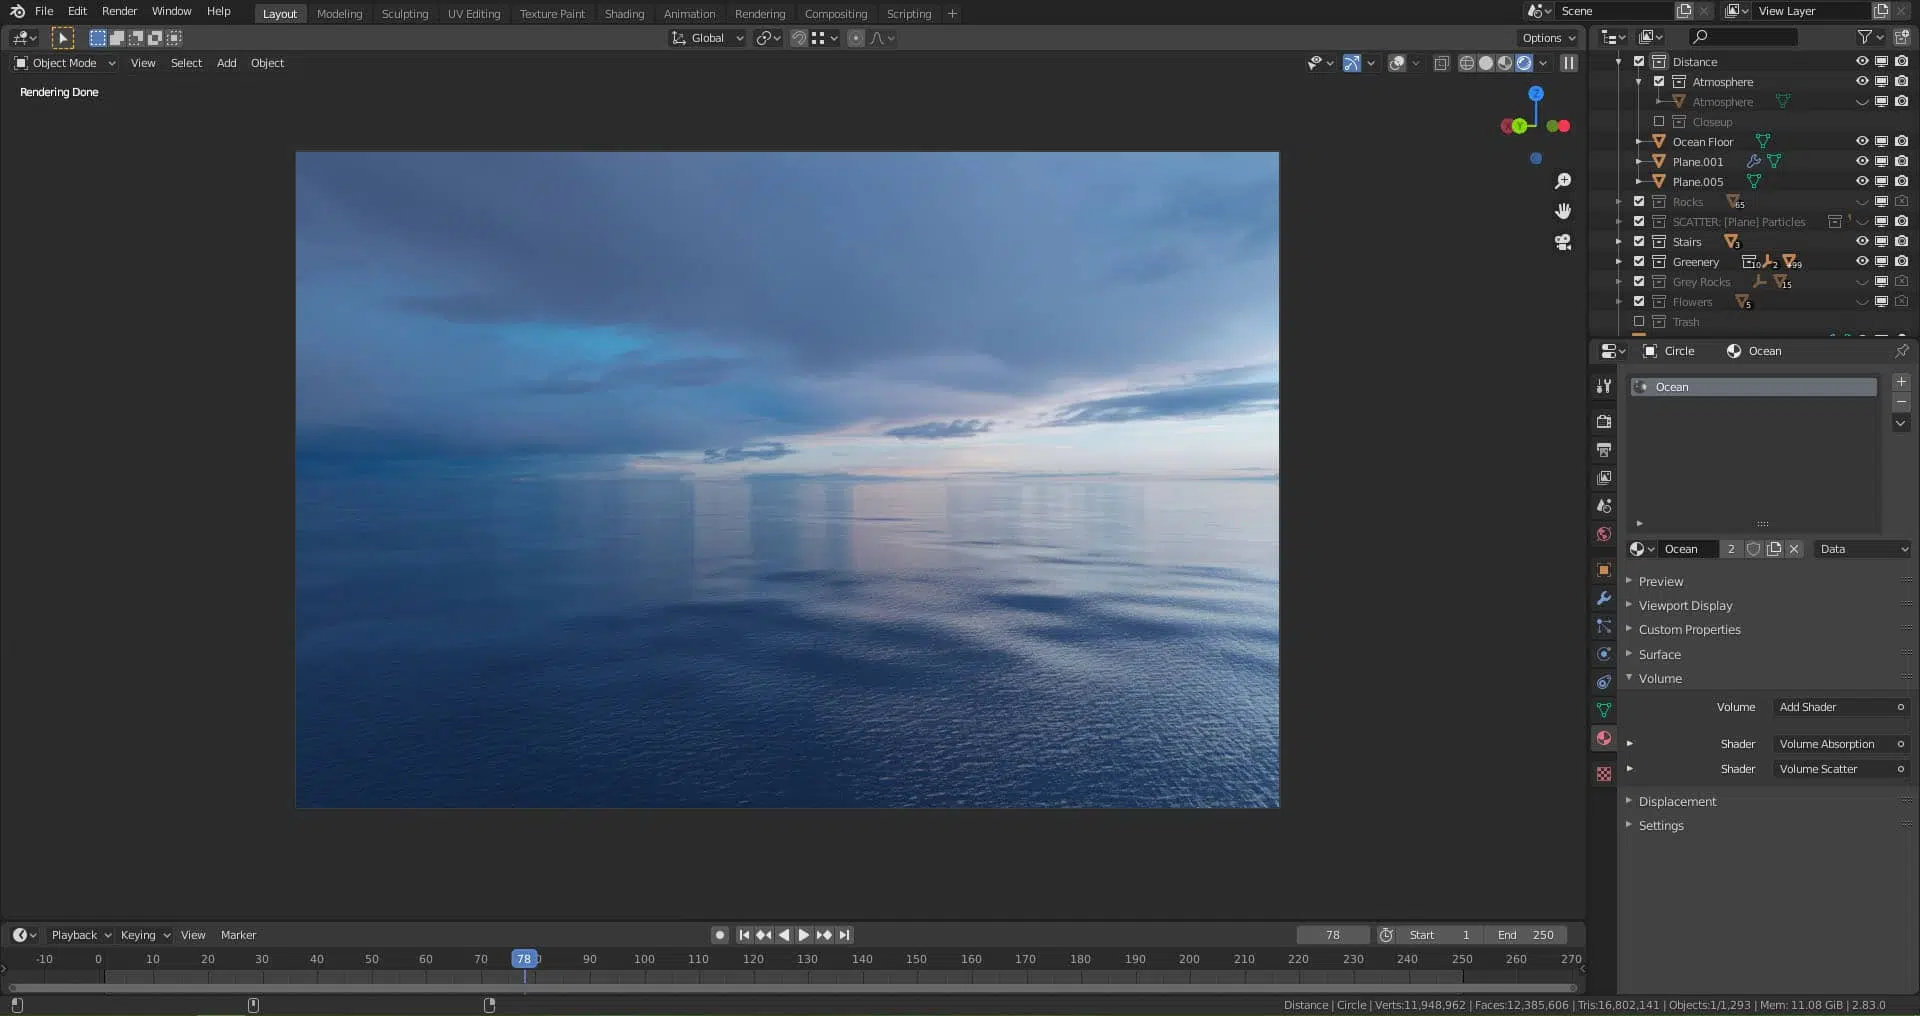 File Edit Render Window Help Layout Modeling Sculpting UV Editing Texture Paint Shading Animation Rendering Compositing Scripting + Scene View Layer
Global Options
Object Mode View Select Add Object
Rendering Done
Z
X Y
Distance
Atmosphere
Atmosphere
Closeup
Ocean Floor
Plane.001
Plane.005
Rocks 65
SCATTER: [Plane] Particles
Stairs 3
Greenery 10 2 99
Grey Rocks 15
Flowers 5
Trash
Circle Ocean
Ocean
Ocean 2 Data
Preview
Viewport Display
Custom Properties
Surface
Volume
Volume Add Shader
Shader Volume Absorption
Shader Volume Scatter
Displacement
Settings
Playback Keying View Marker 78 Start 1 End 250
-10 0 10 20 30 40 50 60 70 78 90 100 110 120 130 140 150 160 170 180 190 200 210 220 230 240 250 260 270
Distance | Circle | Verts:11,948,962 | Faces:12,385,606 | Tris:16,802,141 | Objects:1/1,293 | Mem: 11.08 GiB | 2.83.0